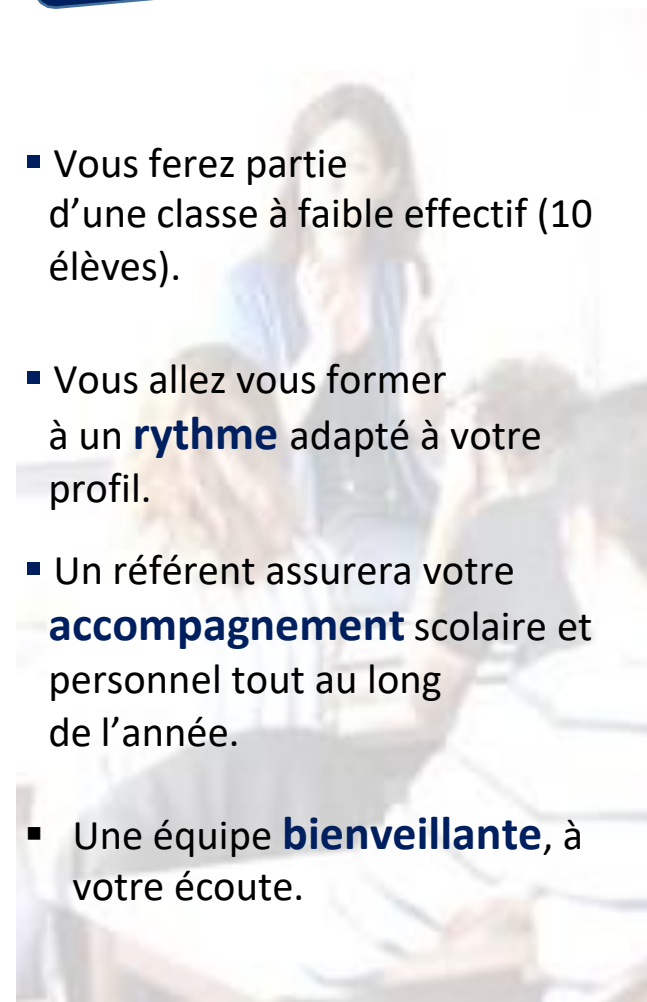 ▪ Vous ferez partie
d’une classe à faible effectif (10
élèves).
▪ Vous allez vous former
à un rythme adapté à votre
profil.
▪ Un référent assurera votre
accompagnement scolaire et
personnel tout au long
de l’année.
▪ Une équipe bienveillante, à
votre écoute.